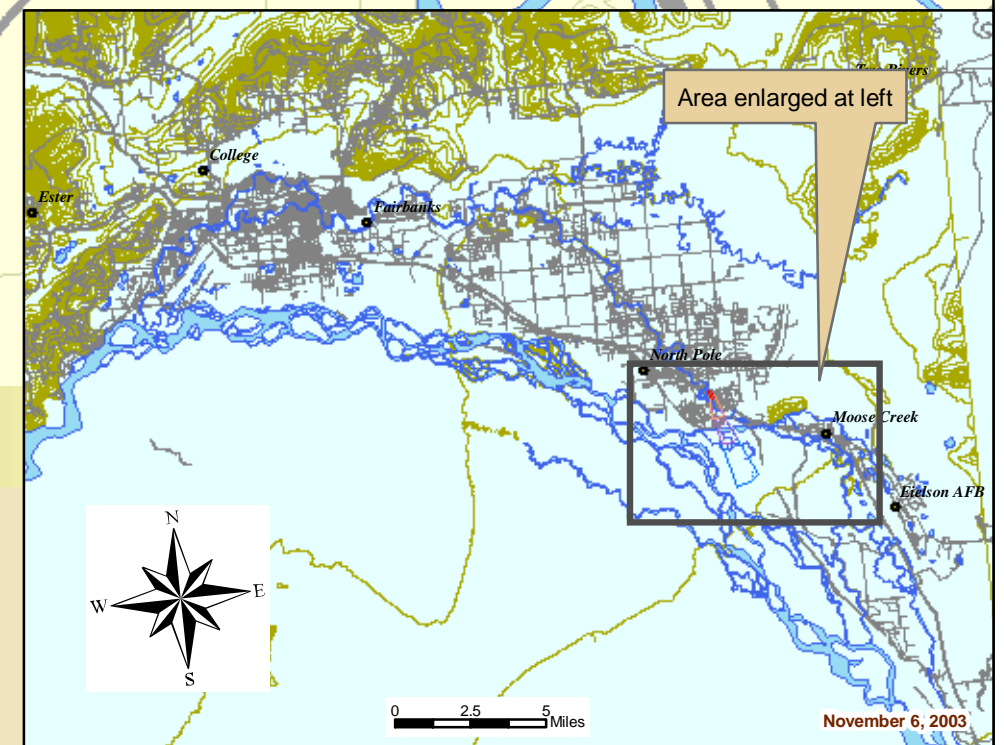 Two Rivers
Area enlarged at left
College
Ester
Fairbanks
North Pole
Moose Creek
Eielson AFB
N
W
E
S
0 2.5 5
Miles
November 6, 2003